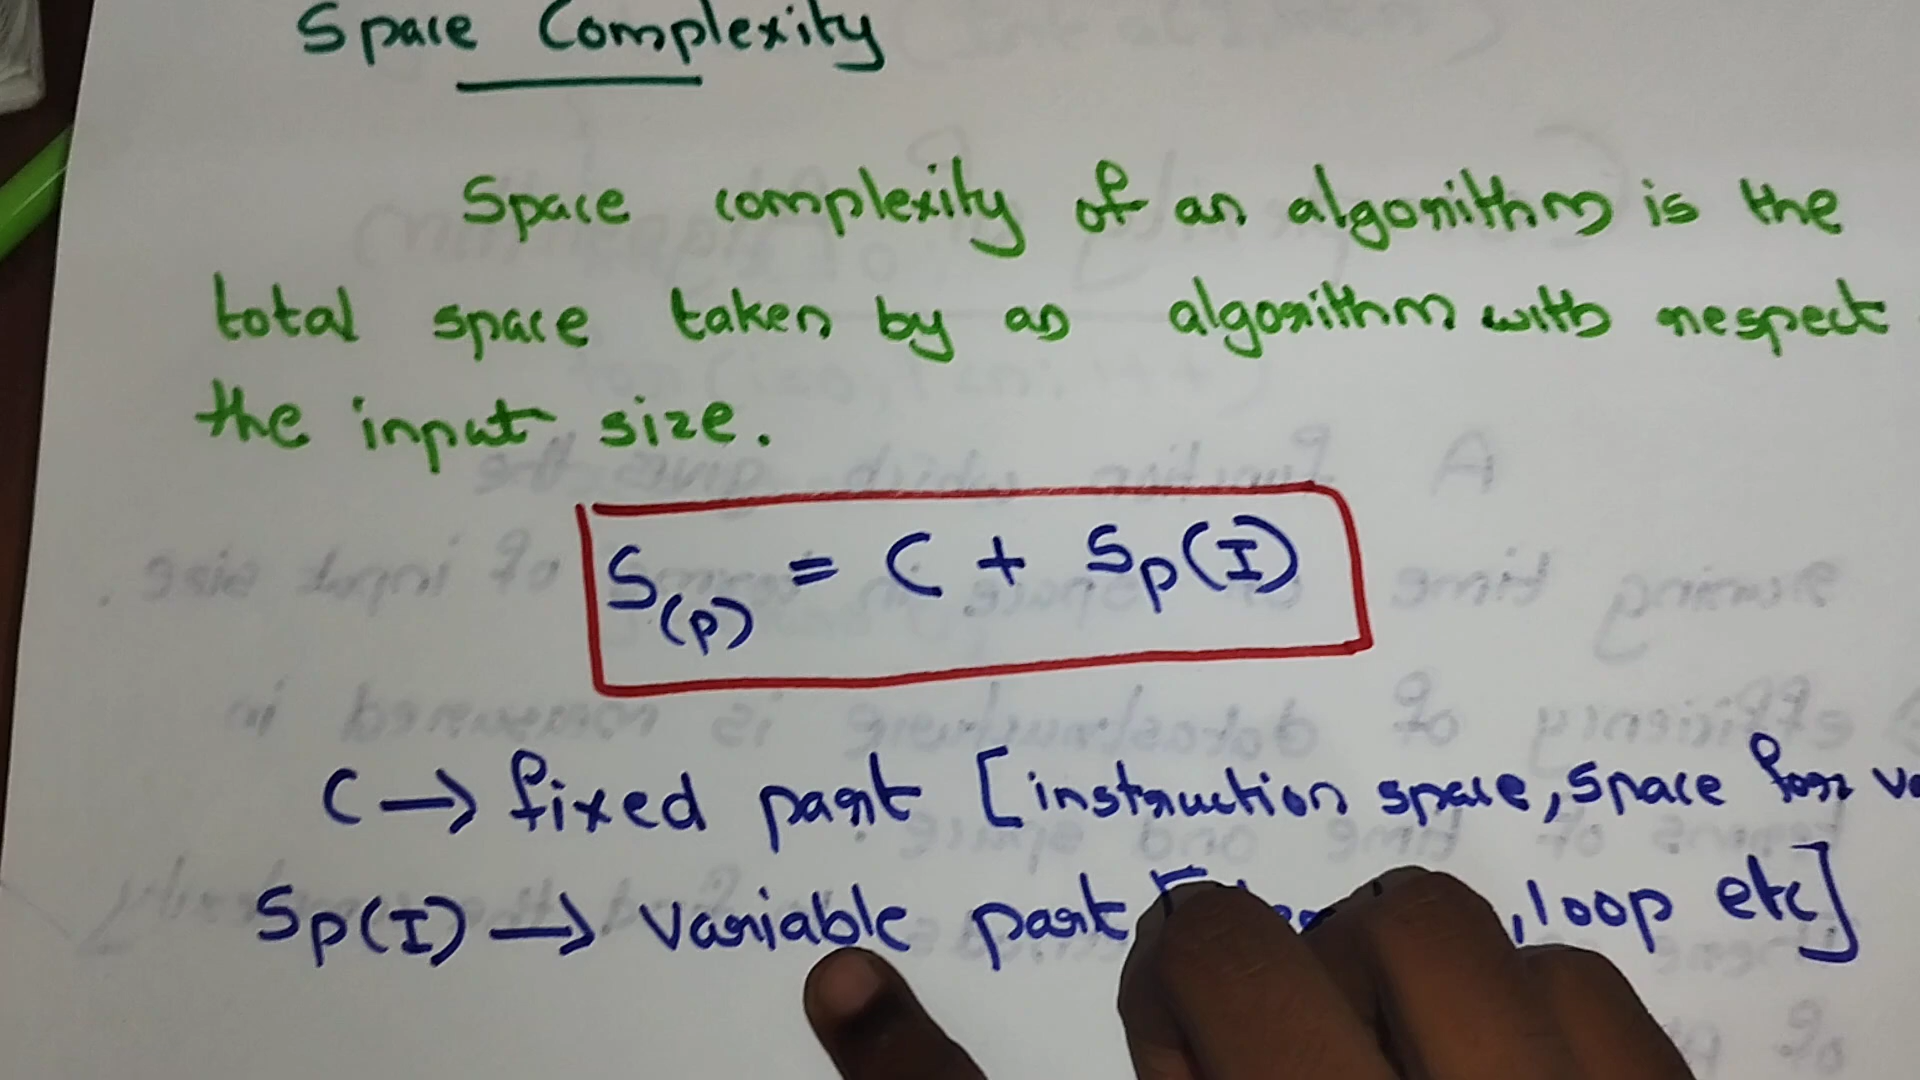 Space Complexity
Space complexity of an algorithm is the
total space taken by an algorithm with respect
the input size.
S(p) = C + Sp(I)
C → fixed part [instruction space, space for
Sp(I) → variable part [ , loop etc]